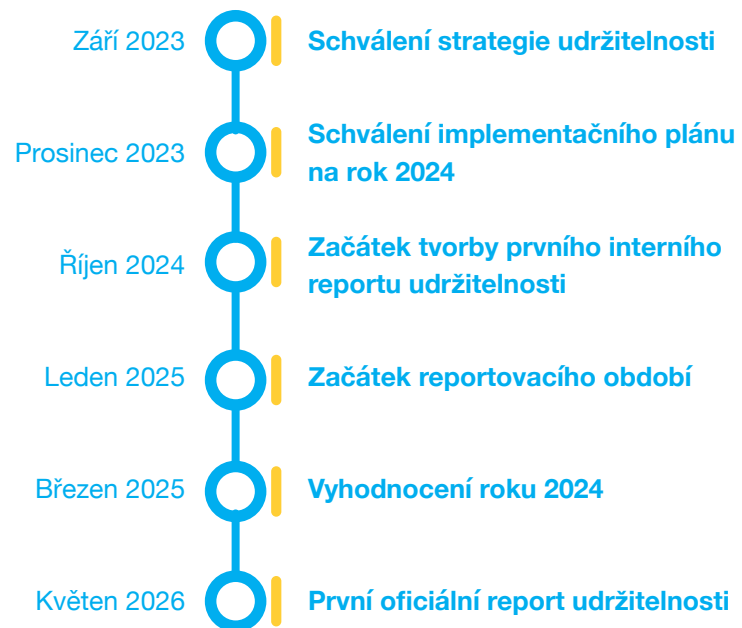 Září 2023
Schválení strategie udržitelnosti
Prosinec 2023
Schválení implementačního plánu
na rok 2024
Říjen 2024
Začátek tvorby prvního interního
reportu udržitelnosti
Leden 2025
Začátek reportovacího období
Březen 2025
Vyhodnocení roku 2024
Květen 2026
První oficiální report udržitelnosti